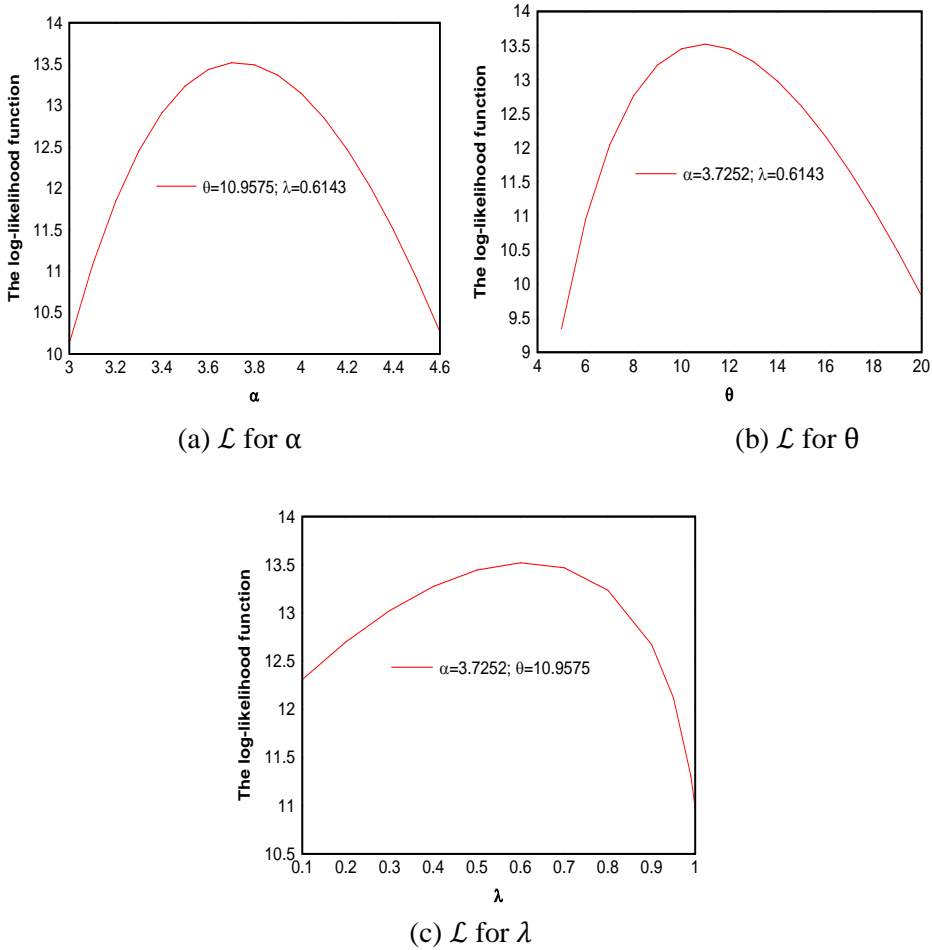 14
13.5
13
12.5
12
11.5
11
10.5
10
The log-likelihood function
θ=10.9575; λ=0.6143
3 3.2 3.4 3.6 3.8 4 4.2 4.4 4.6
α
(a) ℒ for α
14
13.5
13
12.5
12
11.5
11
10.5
10
9.5
9
The log-likelihood function
α=3.7252; λ=0.6143
4 6 8 10 12 14 16 18 20
θ
(b) ℒ for θ
14
13.5
13
12.5
12
11.5
11
10.5
The log-likelihood function
α=3.7252; θ=10.9575
0.1 0.2 0.3 0.4 0.5 0.6 0.7 0.8 0.9 1
λ
(c) ℒ for λ